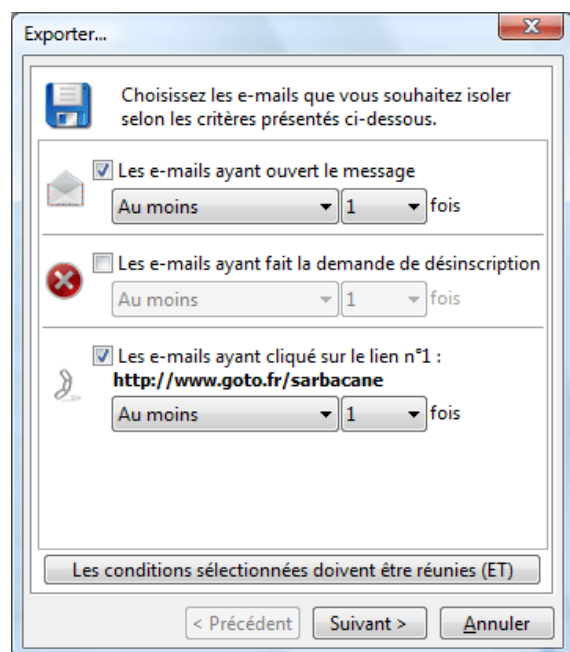 Exporter...
Choisissez les e-mails que vous souhaitez isoler
selon les critères présentés ci-dessous.
Les e-mails ayant ouvert le message
Au moins 1 fois
Les e-mails ayant fait la demande de désinscription
Au moins 1 fois
Les e-mails ayant cliqué sur le lien n°1 :
http://www.goto.fr/sarbacane
Au moins 1 fois
Les conditions sélectionnées doivent être réunies (ET)
< Précédent Suivant > Annuler